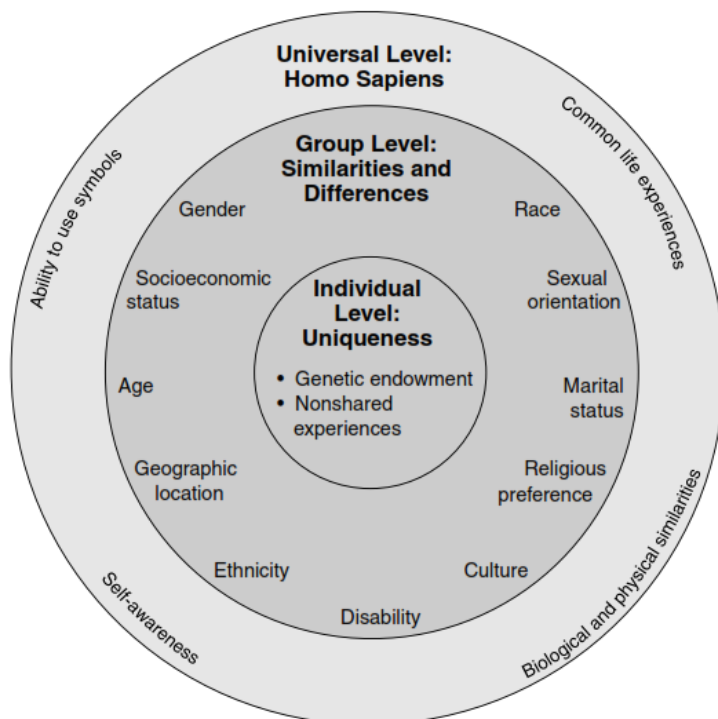 Universal Level:
Homo Sapiens
Ability to use symbols
Common life experiences
Self-awareness
Biological and physical similarities
Group Level:
Similarities and
Differences
Gender
Race
Socioeconomic
status
Sexual
orientation
Age
Marital
status
Geographic
location
Religious
preference
Ethnicity
Culture
Disability
Individual
Level:
Uniqueness
• Genetic endowment
• Nonshared
experiences